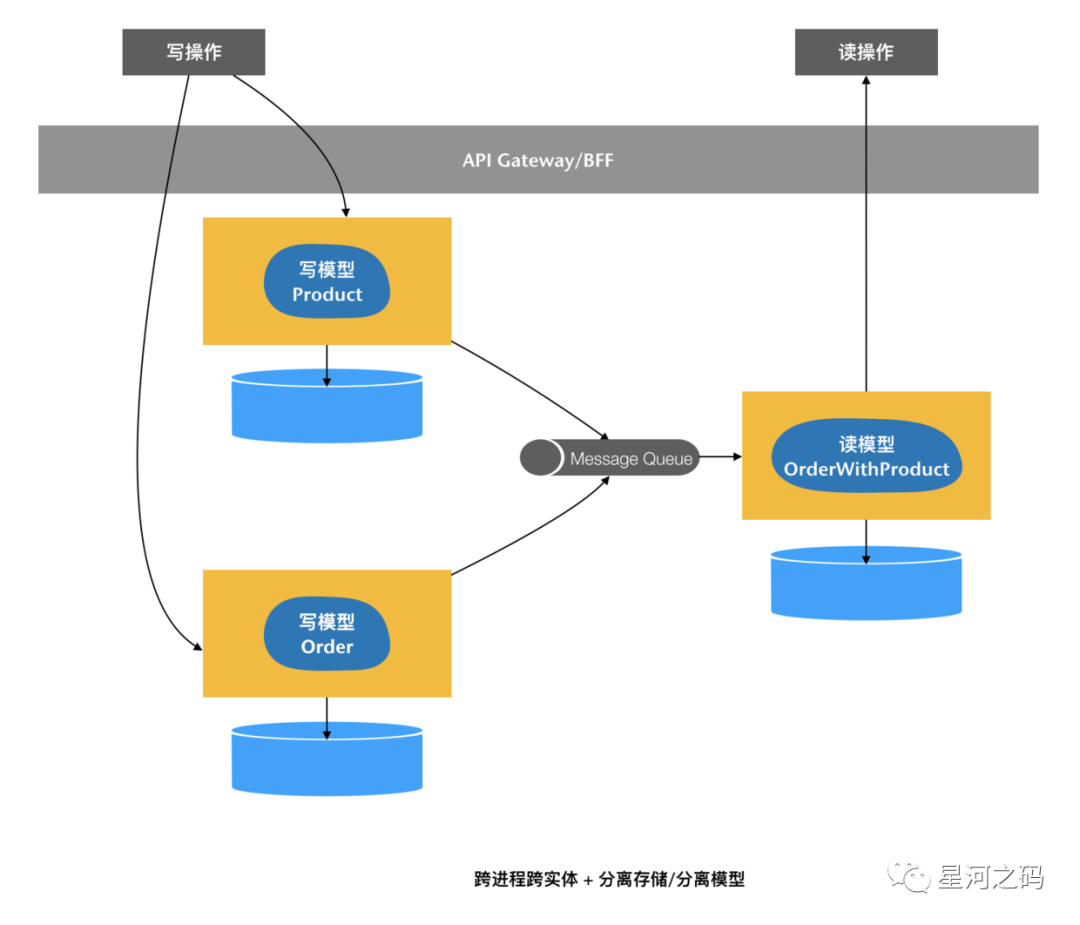 写操作
读操作
API Gateway/BFF
写模型
Product
Message Queue
读模型
OrderWithProduct
写模型
Order
跨进程跨实体 + 分离存储/分离模型
星河之码